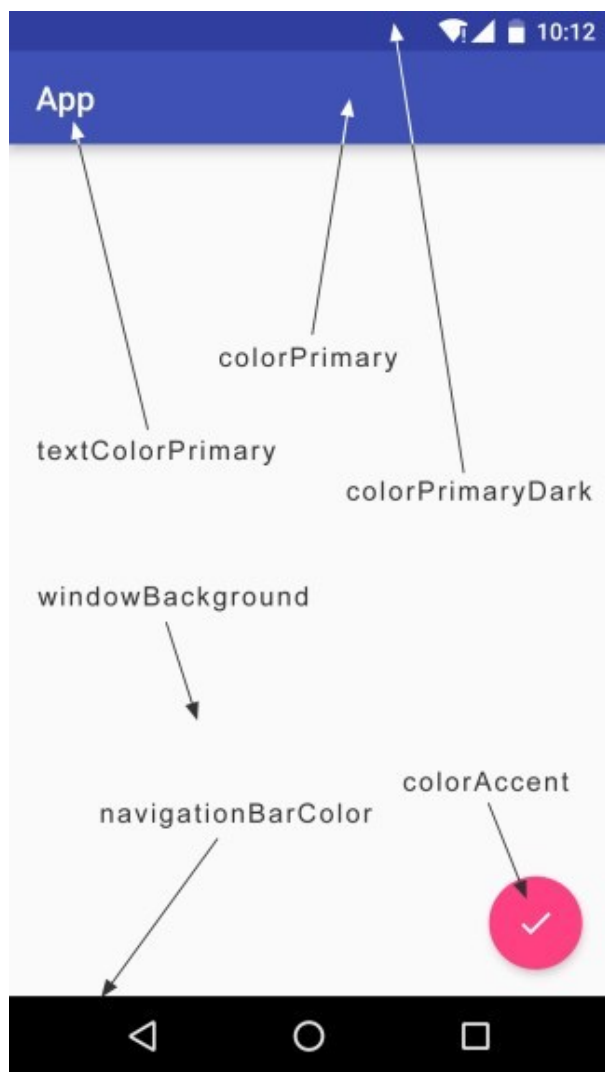 10:12
App
colorPrimary
textColorPrimary
colorPrimaryDark
windowBackground
colorAccent
navigationBarColor